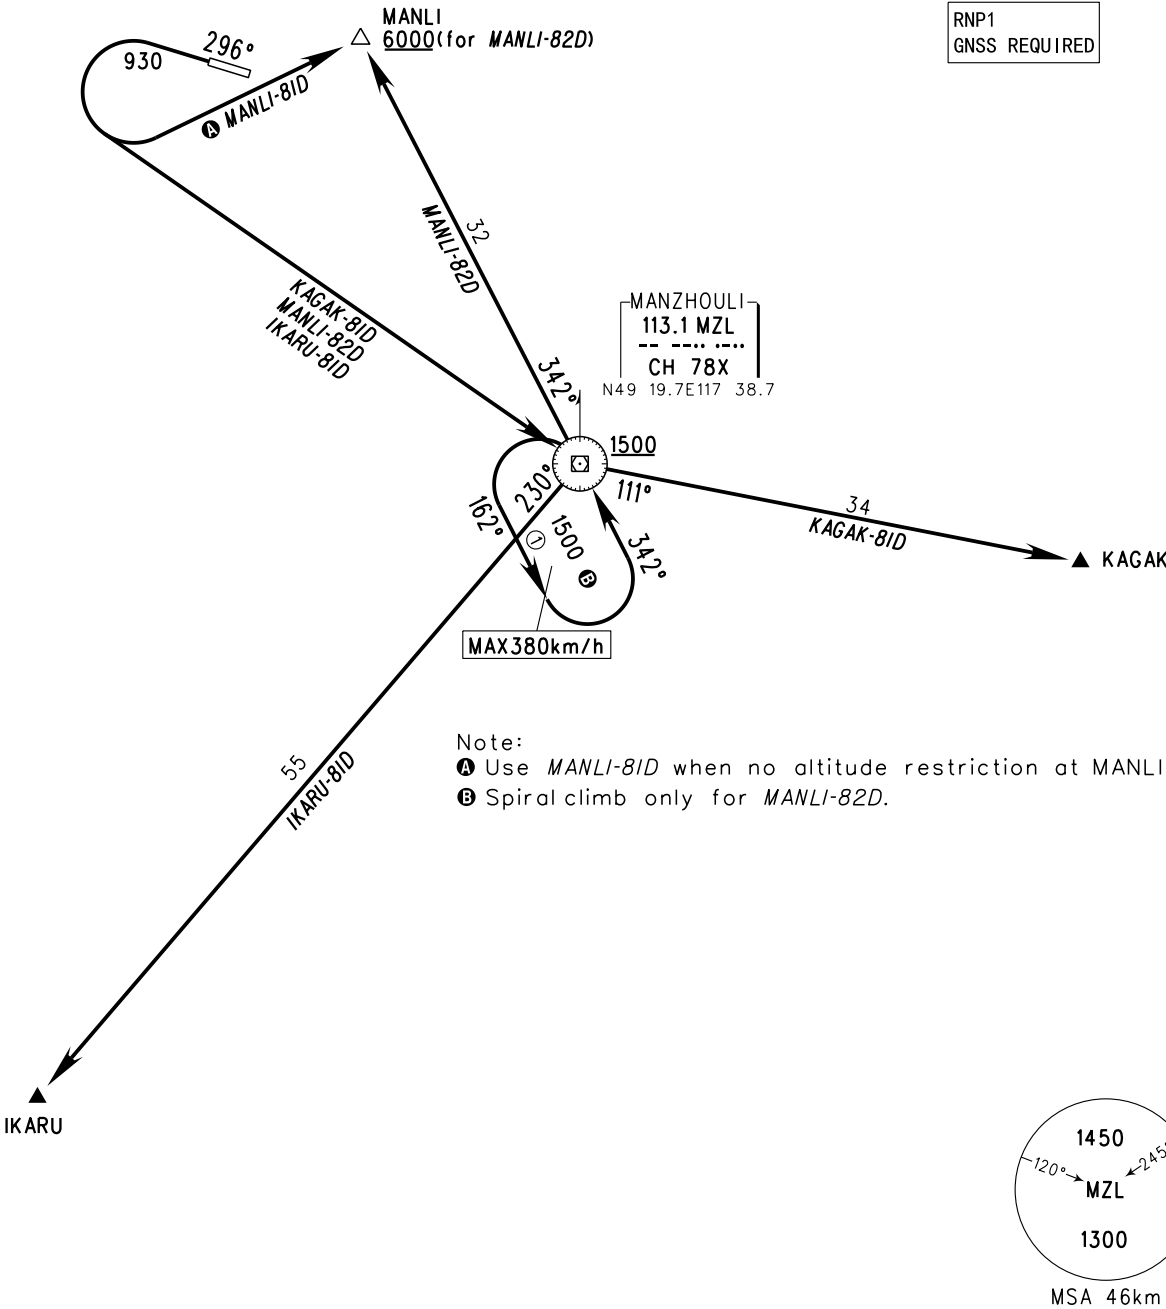 MANLI
6000(for MANLI-82D)
RNP1
GNSS REQUIRED
296°
930
A MANLI-81D
32
MANLI-82D
KAGAK-81D
MANLI-82D
IKARU-81D
MANZHOULI
113.1 MZL
-- --·· ·-··
CH 78X
N49 19.7E117 38.7
342°
1500
230°
111°
162°
1
1500
B
342°
34
KAGAK-81D
KAGAK
MAX380km/h
55
IKARU-81D
Note:
A Use MANLI-81D when no altitude restriction at MANLI
B Spiral climb only for MANLI-82D.
IKARU
1450
120°
245°
MZL
1300
MSA 46km